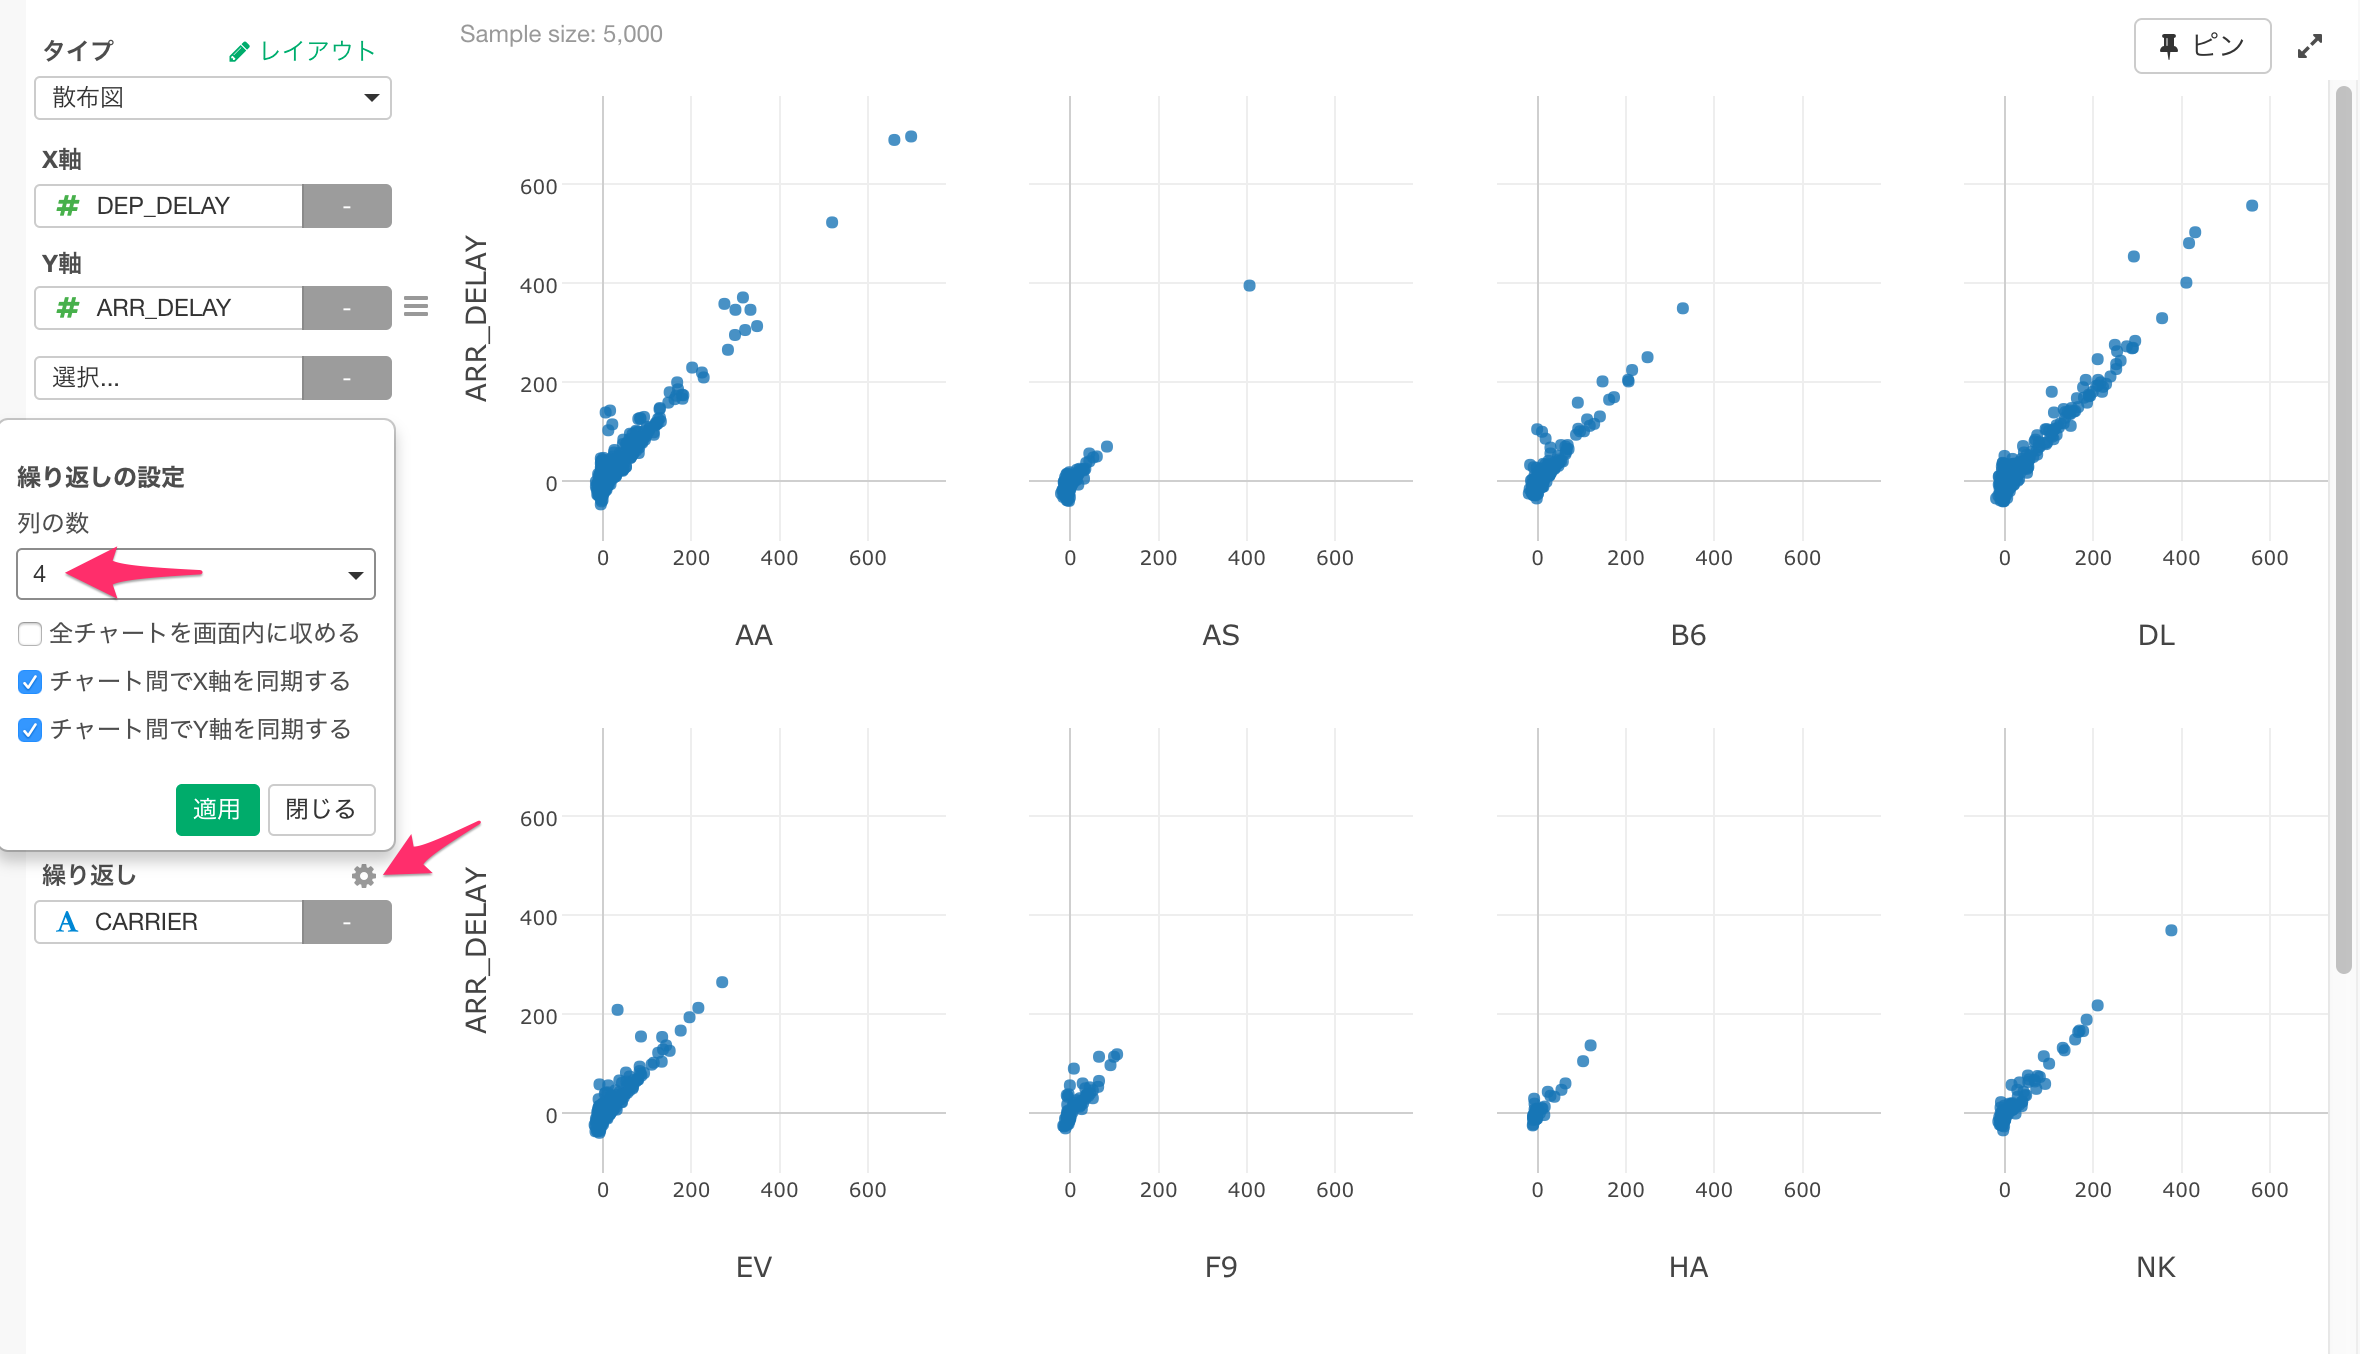 タイプ
レイアウト
散布図
X軸
# DEP_DELAY -
Y軸
# ARR_DELAY -
選択... -
繰り返しの設定
列の数
4
全チャートを画面内に収める
チャート間でX軸を同期する
チャート間でY軸を同期する
適用 閉じる
繰り返し
A CARRIER -
Sample size: 5,000
ピン
ARR_DELAY
600
400
200
0
0 200 400 600
0 200 400 600
0 200 400 600
0 200 400 600
AA
AS
B6
DL
ARR_DELAY
600
400
200
0
0 200 400 600
0 200 400 600
0 200 400 600
0 200 400 600
EV
F9
HA
NK